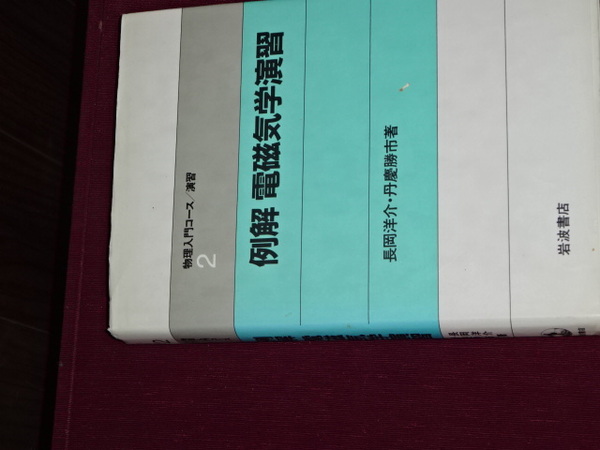 物理入門コース/演習
2
例解 電磁気学演習
長岡洋介・丹慶勝市著
岩波書店